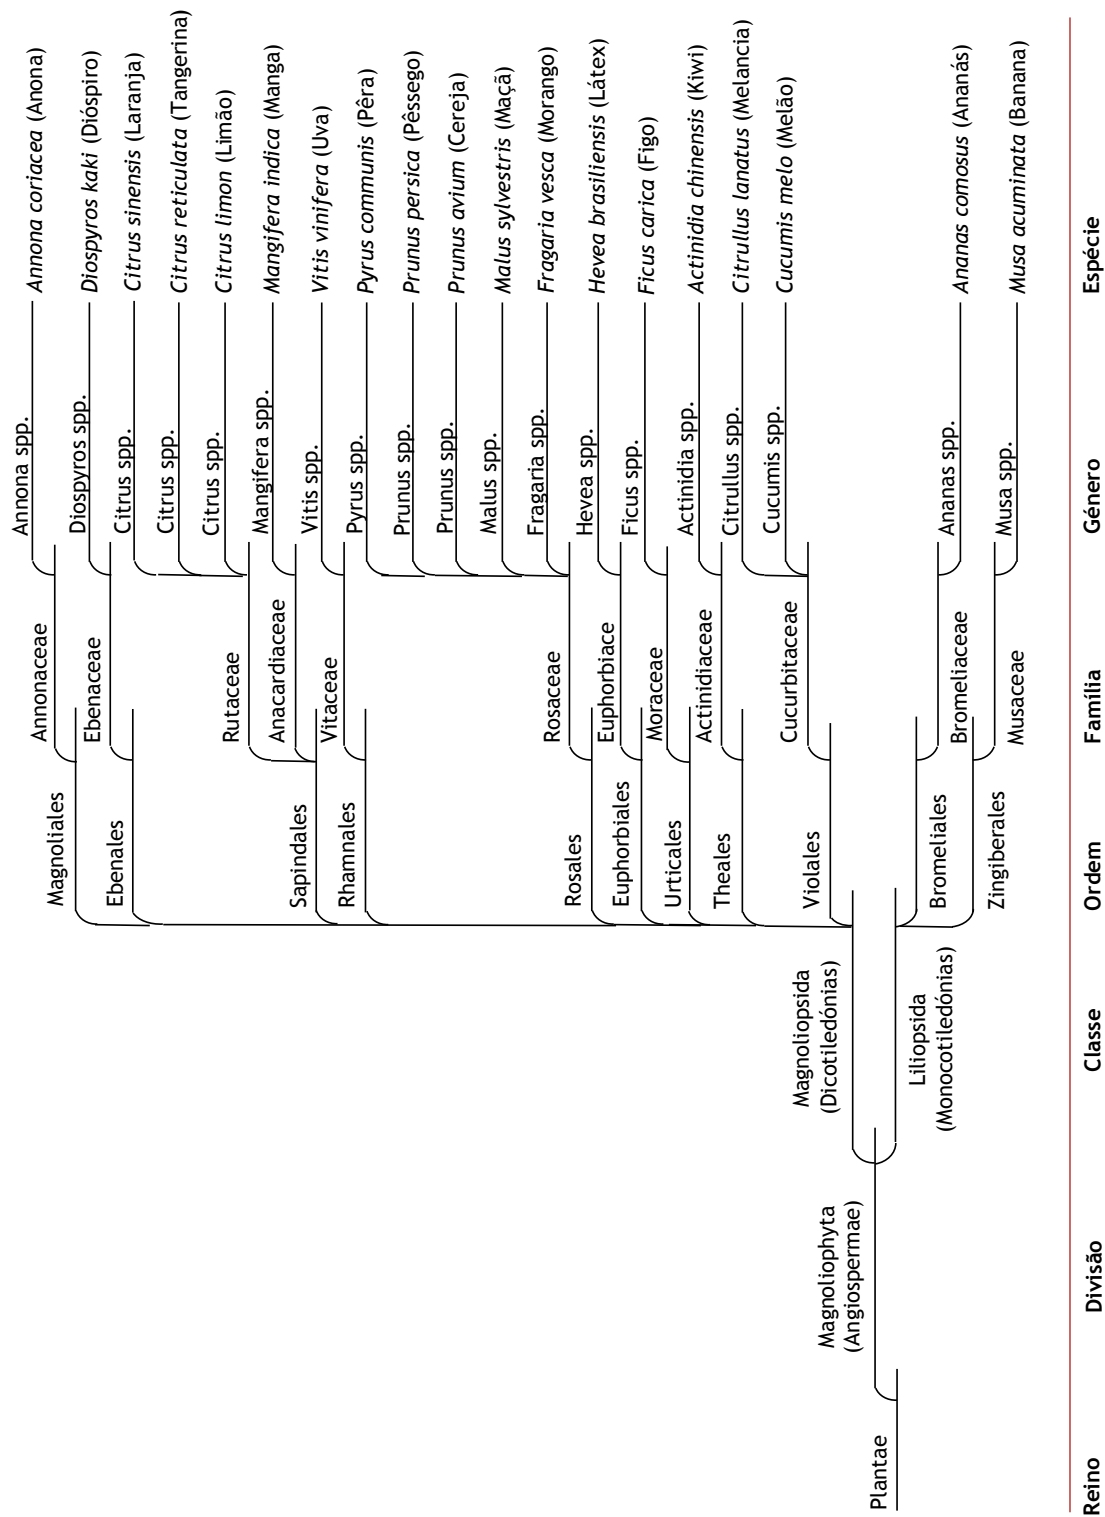 Annona coriacea (Anona)
Diospyros kaki (Dióspiro)
Citrus sinensis (Laranja)
Citrus reticulata (Tangerina)
Citrus limon (Limão)
Mangifera indica (Manga)
Vitis vinifera (Uva)
Pyrus communis (Pêra)
Prunus persica (Pêssego)
Prunus avium (Cereja)
Malus sylvestris (Maçã)
Fragaria vesca (Morango)
Hevea brasiliensis (Látex)
Ficus carica (Figo)
Actinidia chinensis (Kiwi)
Citrullus lanatus (Melancia)
Cucumis melo (Melão)
Ananas comosus (Ananás)
Musa acuminata (Banana)
Espécie
Annona spp.
Diospyros spp.
Citrus spp.
Citrus spp.
Citrus spp.
Mangifera spp.
Vitis spp.
Pyrus spp.
Prunus spp.
Prunus spp.
Malus spp.
Fragaria spp.
Hevea spp.
Ficus spp.
Actinidia spp.
Citrullus spp.
Cucumis spp.
Ananas spp.
Musa spp.
Género
Annonaceae
Ebenaceae
Rutaceae
Anacardiaceae
Vitaceae
Rosaceae
Euphorbiace
Moraceae
Actinidiaceae
Cucurbitaceae
Bromeliaceae
Musaceae
Família
Magnoliales
Ebenales
Sapindales
Rhamnales
Rosales
Euphorbiales
Urticales
Theales
Violales
Bromeliales
Zingiberales
Ordem
Magnoliopsida
(Dicotiledónias)
Liliopsida
(Monocotiledónias)
Classe
Magnoliophyta
(Angiospermae)
Divisão
Plantae
Reino